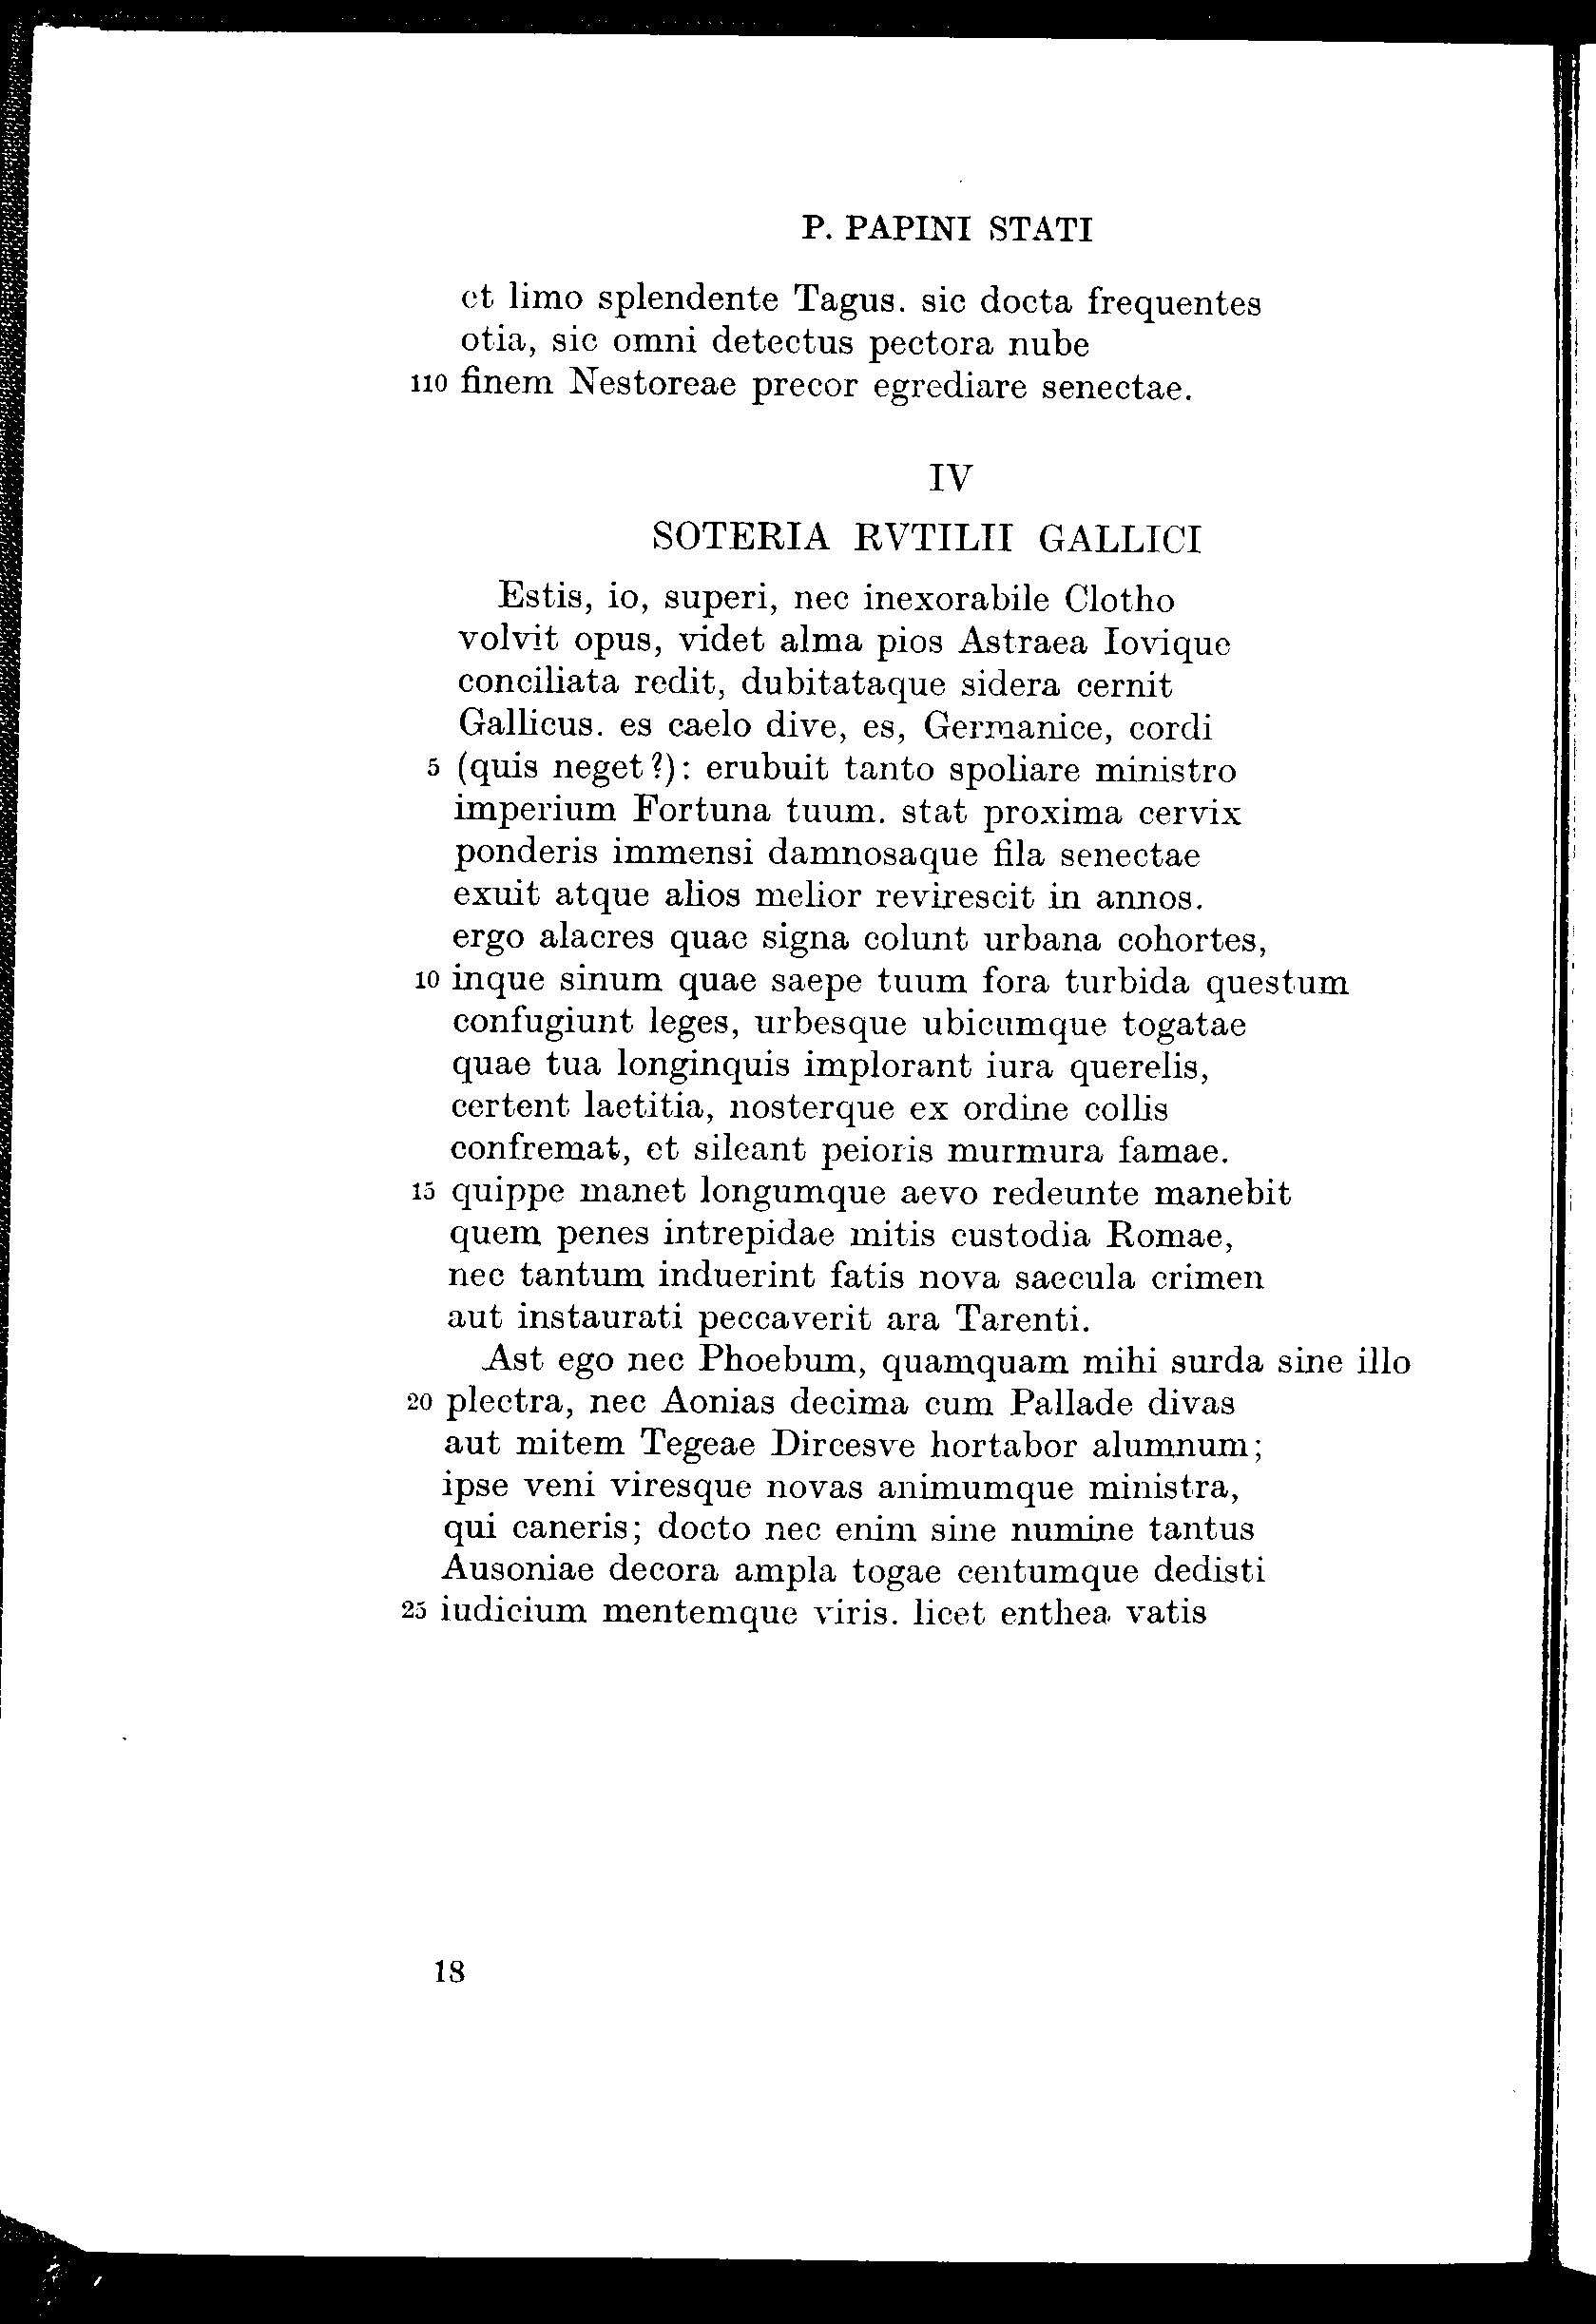 P. PAPINI STATI
et limo splendente Tagus. sic docta frequentes
otia, sic omni detectus pectora nube
110 finem Nestoreae precor egrediare senectae.
IV
SOTERIA RVTILII GALLICI
Estis, io, superi, nec inexorabile Clotho
volvit opus, videt alma pios Astraea Iovique
conciliata redit, dubitataque sidera cernit
Gallicus. es caelo dive, es, Germanice, cordi
5 (quis neget?): erubuit tanto spoliare ministro
imperium Fortuna tuum. stat proxima cervix
ponderis immensi damnosaque fila senectae
exuit atque alios melior revirescit in annos.
ergo alacres quae signa colunt urbana cohortes,
10 inque sinum quae saepe tuum fora turbida questum
confugiunt leges, urbesque ubicumque togatae
quae tua longinquis implorant iura querelis,
certent laetitia, nosterque ex ordine collis
confremat, et sileant peioris murmura famae.
15 quippe manet longumque aevo redeunte manebit
quem penes intrepidae mitis custodia Romae,
nec tantum induerint fatis nova saecula crimen
aut instaurati peccaverit ara Tarenti.
Ast ego nec Phoebum, quamquam mihi surda sine illo
20 plectra, nec Aonias decima cum Pallade divas
aut mitem Tegeae Dircesve hortabor alumnum;
ipse veni viresque novas animumque ministra,
qui caneris; docto nec enim sine numine tantus
Ausoniae decora ampla togae centumque dedisti
25 iudicium mentemque viris. licet enthea vatis
18